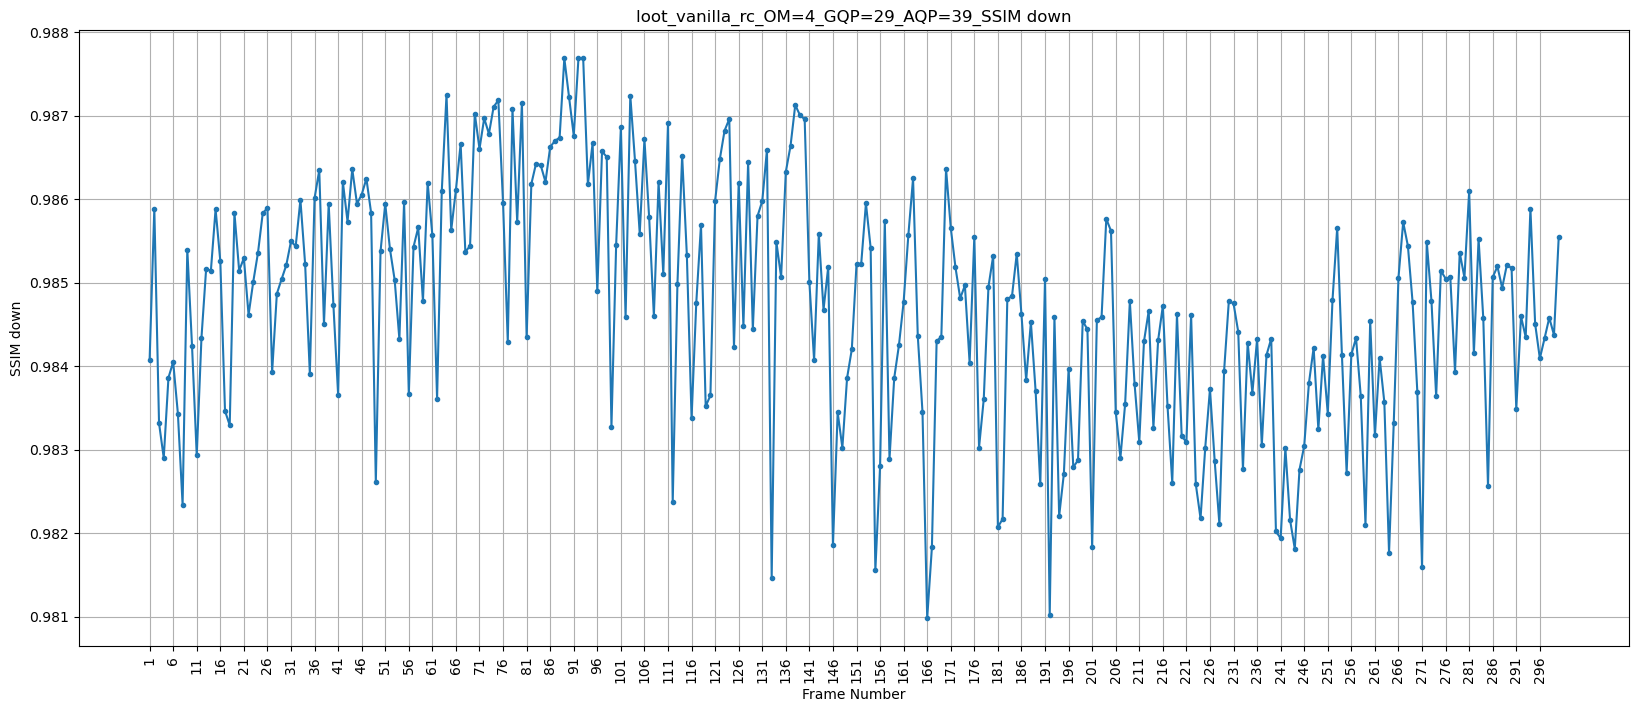 loot_vanilla_rc_OM=4_GQP=29_AQP=39_SSIM down
0.988
0.987
0.986
0.985
0.984
0.983
0.982
0.981
SSIM down
1 6 11 16 21 26 31 36 41 46 51 56 61 66 71 76 81 86 91 96 101 106 111 116 121 126 131 136 141 146 151 156 161 166 171 176 181 186 191 196 201 206 211 216 221 226 231 236 241 246 251 256 261 266 271 276 281 286 291 296
Frame Number